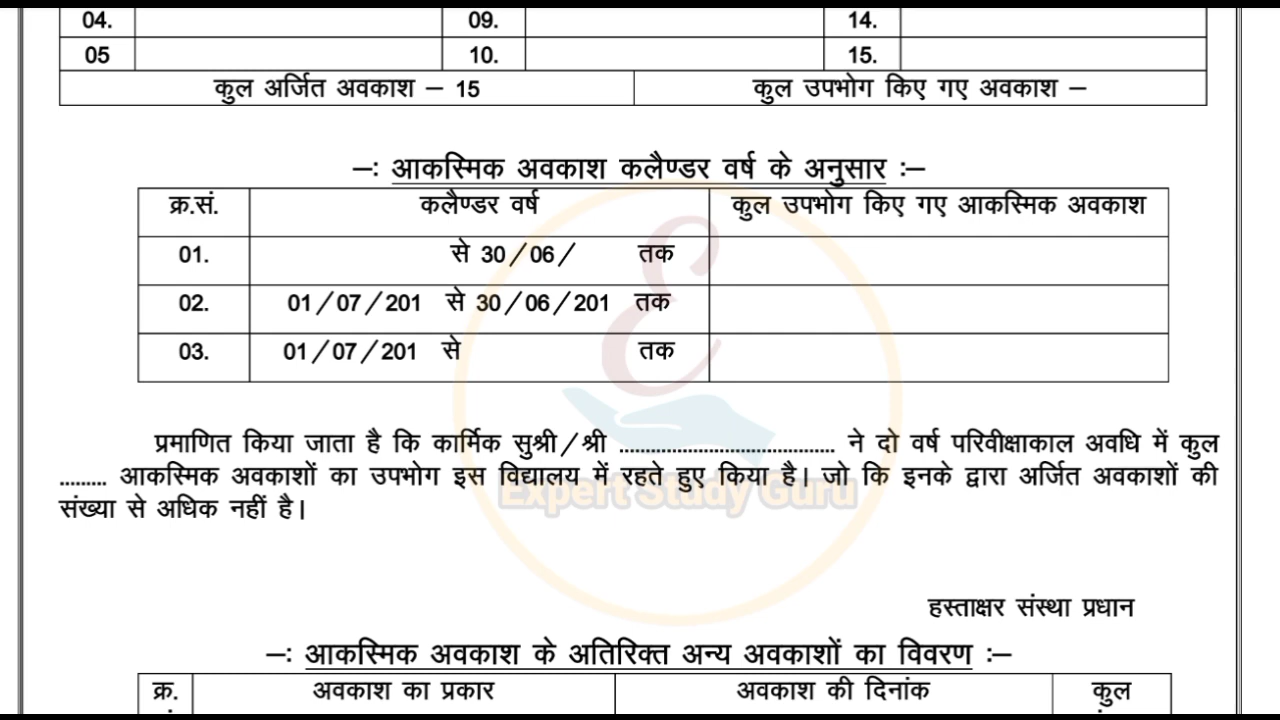 04. 09. 14.
05 10. 15.
कुल अर्जित अवकाश – 15 कुल उपभोग किए गए अवकाश –
–: आकस्मिक अवकाश कलैण्डर वर्ष के अनुसार :–
क्र.सं. कलैण्डर वर्ष कुल उपभोग किए गए आकस्मिक अवकाश
01. से 30/06/ तक
02. 01/07/201 से 30/06/201 तक
03. 01/07/201 से तक
प्रमाणित किया जाता है कि कार्मिक सुश्री/श्री ....................................... ने दो वर्ष परिवीक्षाकाल अवधि में कुल
......... आकस्मिक अवकाशों का उपभोग इस विद्यालय में रहते हुए किया है। जो कि इनके द्वारा अर्जित अवकाशों की
Expert Study Guru
संख्या से अधिक नहीं है।
हस्ताक्षर संस्था प्रधान
–: आकस्मिक अवकाश के अतिरिक्त अन्य अवकाशों का विवरण :–
क्र. अवकाश का प्रकार अवकाश की दिनांक कुल